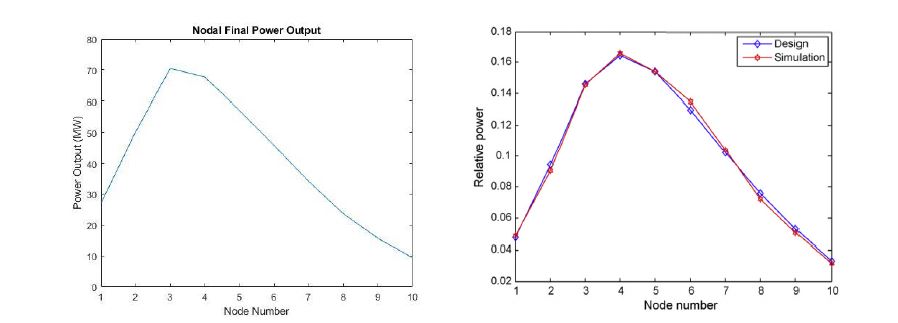 Nodal Final Power Output
80
70
60
50
40
30
20
10
0
Power Output (MW)
1 2 3 4 5 6 7 8 9 10
Node Number
0.18
0.16
0.14
0.12
0.1
0.08
0.06
0.04
0.02
Relative power
Design
Simulation
1 2 3 4 5 6 7 8 9 10
Node number